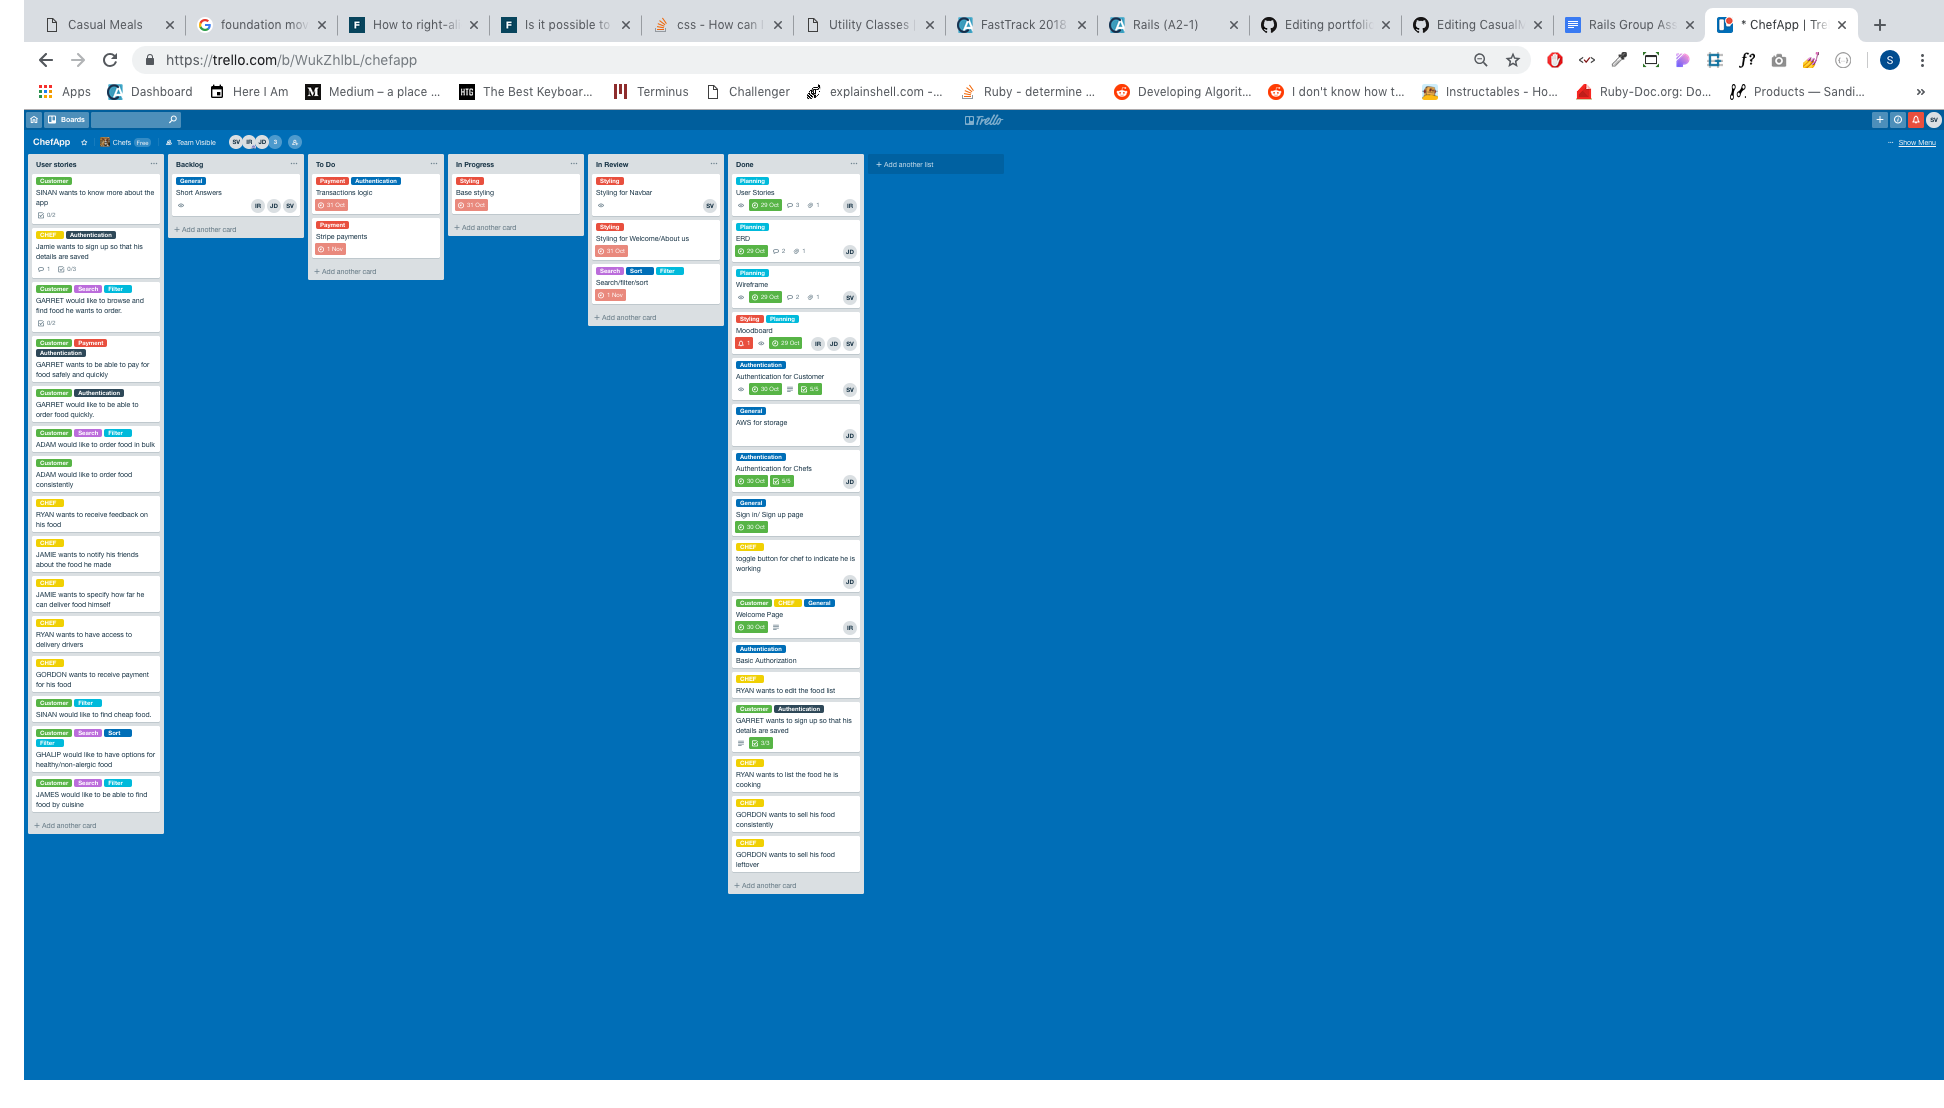 Casual Meals
foundation mov
How to right-ali
Is it possible to
css - How can I
Utility Classes |
FastTrack 2018
Rails (A2-1)
Editing portfolio
Editing CasualM
Rails Group Ass
* ChefApp | Tre
https://trello.com/b/WukZhIbL/chefapp
S
Apps
Dashboard
Here I Am
Medium – a place ...
The Best Keyboar...
Terminus
Challenger
explainshell.com -...
Ruby - determine ...
Developing Algorit...
I don't know how t...
Instructables - Ho...
Ruby-Doc.org: Do...
Products — Sandi...
Boards
Trello
SV
ChefApp
Chefs Free
Team Visible
SV IR JD 3
Show Menu
User stories
Customer
SINAN wants to know more about the
app
0/2
CHEF Authentication
Jamie wants to sign up so that his
details are saved
1 0/3
Customer Search Filter
GARRET would like to browse and
find food he wants to order.
0/2
Customer Payment
Authentication
GARRET wants to be able to pay for
food safely and quickly
Customer Authentication
GARRET would like to be able to
order food quickly.
Customer Search Filter
ADAM would like to order food in bulk
Customer
ADAM would like to order food
consistently
CHEF
RYAN wants to receive feedback on
his food
CHEF
JAMIE wants to notify his friends
about the food he made
CHEF
JAMIE wants to specify how far he
can deliver food himself
CHEF
RYAN wants to have access to
delivery drivers
CHEF
GORDON wants to receive payment
for his food
Customer Filter
SINAN would like to find cheap food.
Customer Search Sort
Filter
GHALIP would like to have options for
healthy/non-alergic food
Customer Search Filter
JAMES would like to be able to find
food by cuisine
+ Add another card
Backlog
General
Short Answers
IR JD SV
+ Add another card
To Do
Payment Authentication
Transactions logic
31 Oct
Payment
Stripe payments
1 Nov
+ Add another card
In Progress
Styling
Base styling
31 Oct
+ Add another card
In Review
Styling
Styling for Navbar
SV
Styling
Styling for Welcome/About us
31 Oct
Search Sort Filter
Search/filter/sort
1 Nov
+ Add another card
Done
Planning
User Stories
29 Oct 3 1 IR
Planning
ERD
29 Oct 2 1 JD
Planning
Wireframe
29 Oct 2 1 SV
Styling Planning
Moodboard
1 29 Oct IR JD SV
Authentication
Authentication for Customer
30 Oct 5/5 SV
General
AWS for storage
JD
Authentication
Authentication for Chefs
30 Oct 5/5 JD
General
Sign in/ Sign up page
30 Oct
CHEF
toggle button for chef to indicate he is
working
JD
Customer CHEF General
Welcome Page
30 Oct IR
Authentication
Basic Authorization
CHEF
RYAN wants to edit the food list
Customer Authentication
GARRET wants to sign up so that his
details are saved
3/3
CHEF
RYAN wants to list the food he is
cooking
CHEF
GORDON wants to sell his food
consistently
CHEF
GORDON wants to sell his food
leftover
+ Add another card
+ Add another list